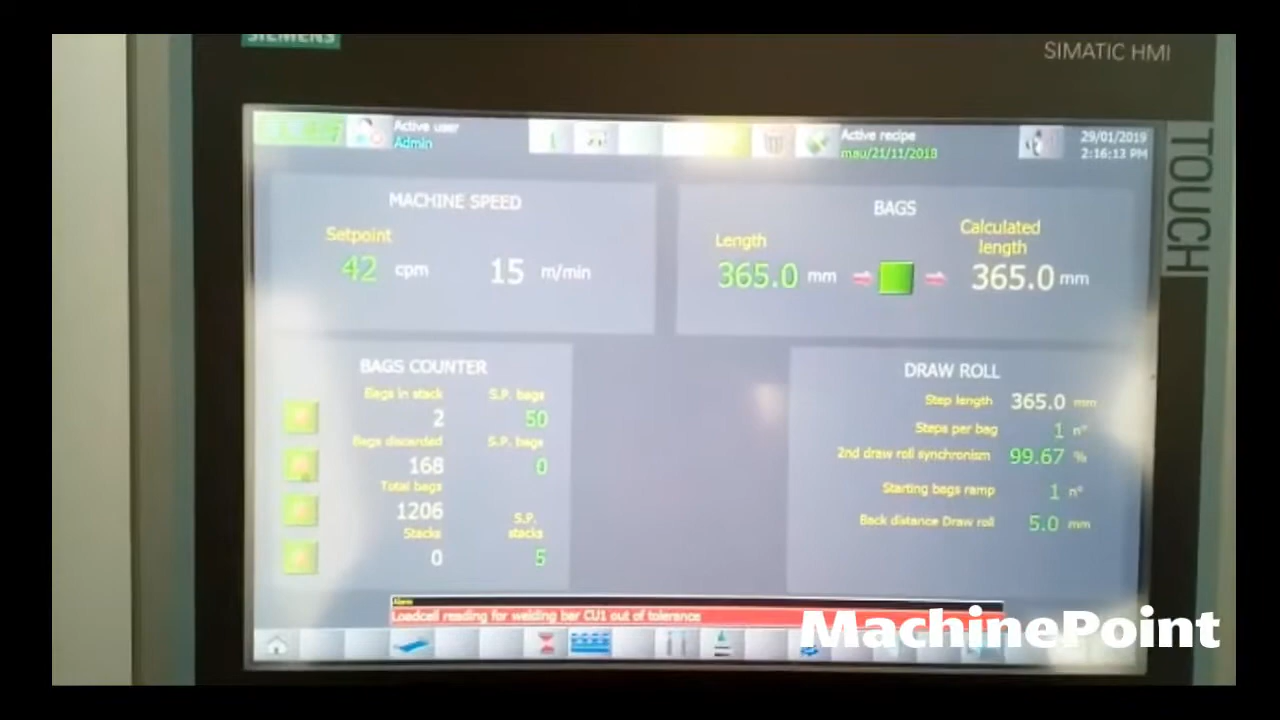 SIEMENS
SIMATIC HMI
TOUCH
Active user
Admin
Active recipe
mau/21/11/2018
29/01/2019
2:16:13 PM
MACHINE SPEED
Setpoint
42 cpm 15 m/min
BAGS
Length
Calculated
length
365.0 mm 365.0 mm
BAGS COUNTER
Bags in stack S.P. bags
2 50
Bags discarded S.P. bags
168 0
Total bags
1206
Stacks S.P. stacks
0 5
DRAW ROLL
Step length 365.0 mm
Steps per bag 1 n°
2nd draw roll synchronism 99.67 %
Starting bags ramp 1 n°
Back distance Draw roll 5.0 mm
Alarm
Loadcell reading for welding bar CU1 out of tolerance
MachinePoint